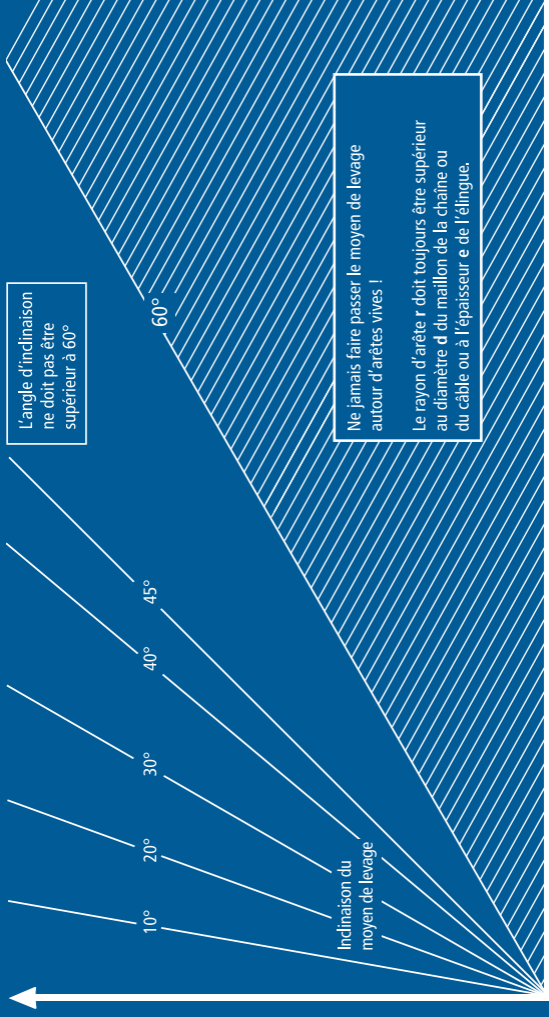 L'angle d'inclinaison
ne doit pas être
supérieur à 60°
60°
45°
40°
30°
20°
10°
Inclinaison du
moyen de levage
Ne jamais faire passer le moyen de levage
autour d'arêtes vives !
Le rayon d'arête r doit toujours être supérieur
au diamètre d du maillon de la chaîne ou
du câble ou à l'épaisseur e de l'élingue.